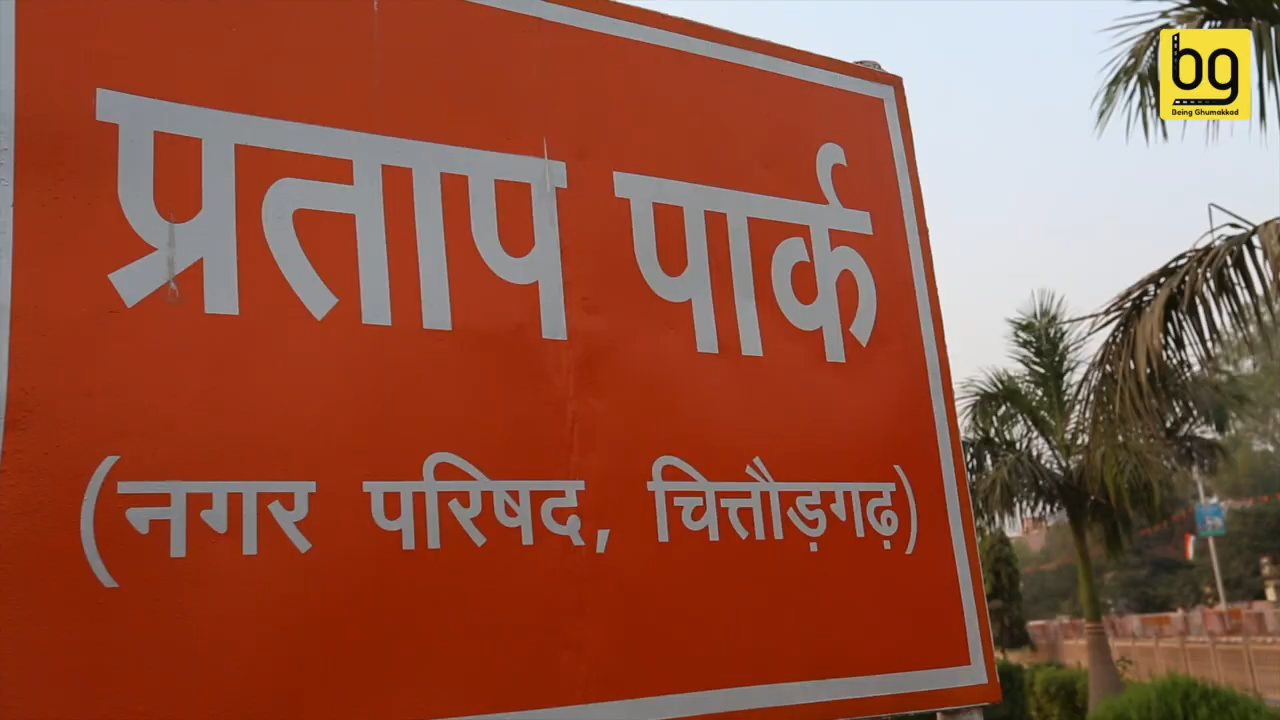 प्रताप पार्क
(नगर परिषद, चित्तौड़गढ़)
bg
Being Ghumakkad